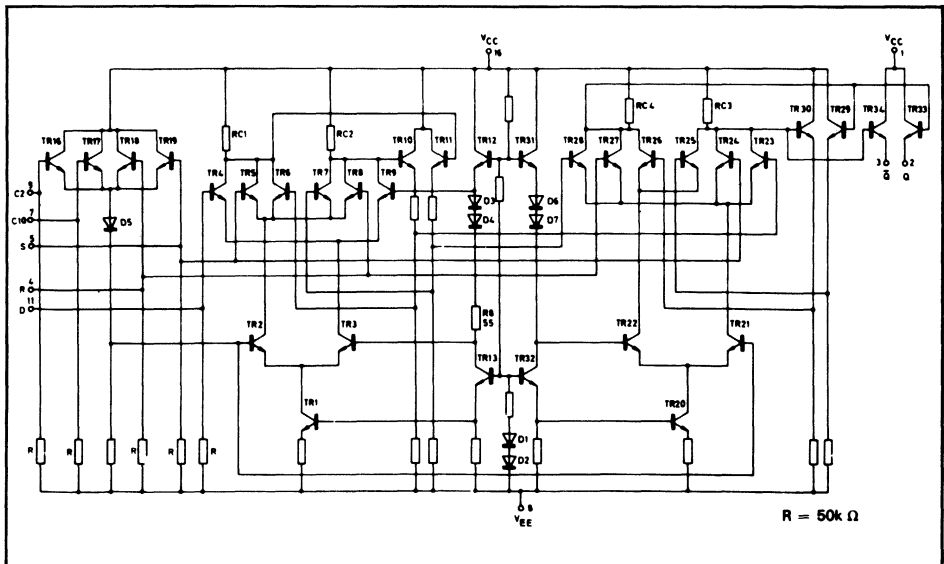 VCC
16
VCC
1
TR16
TR17
TR18
TR19
RC1
RC2
TR10
TR11
TR12
TR31
RC4
RC3
TR30
TR29
TR34
TR33
TR4
TR5
TR6
TR7
TR8
TR9
TR28
TR27
TR26
TR25
TR24
TR23
3
2
Q̄
Q
C2
9
D5
D3
D4
D6
D7
7
S
5
R
4
D
11
R6
55
TR2
TR3
TR22
TR21
TR13
TR32
TR1
TR20
D1
D2
R
R
R
R
R
8
VEE
R = 50k Ω